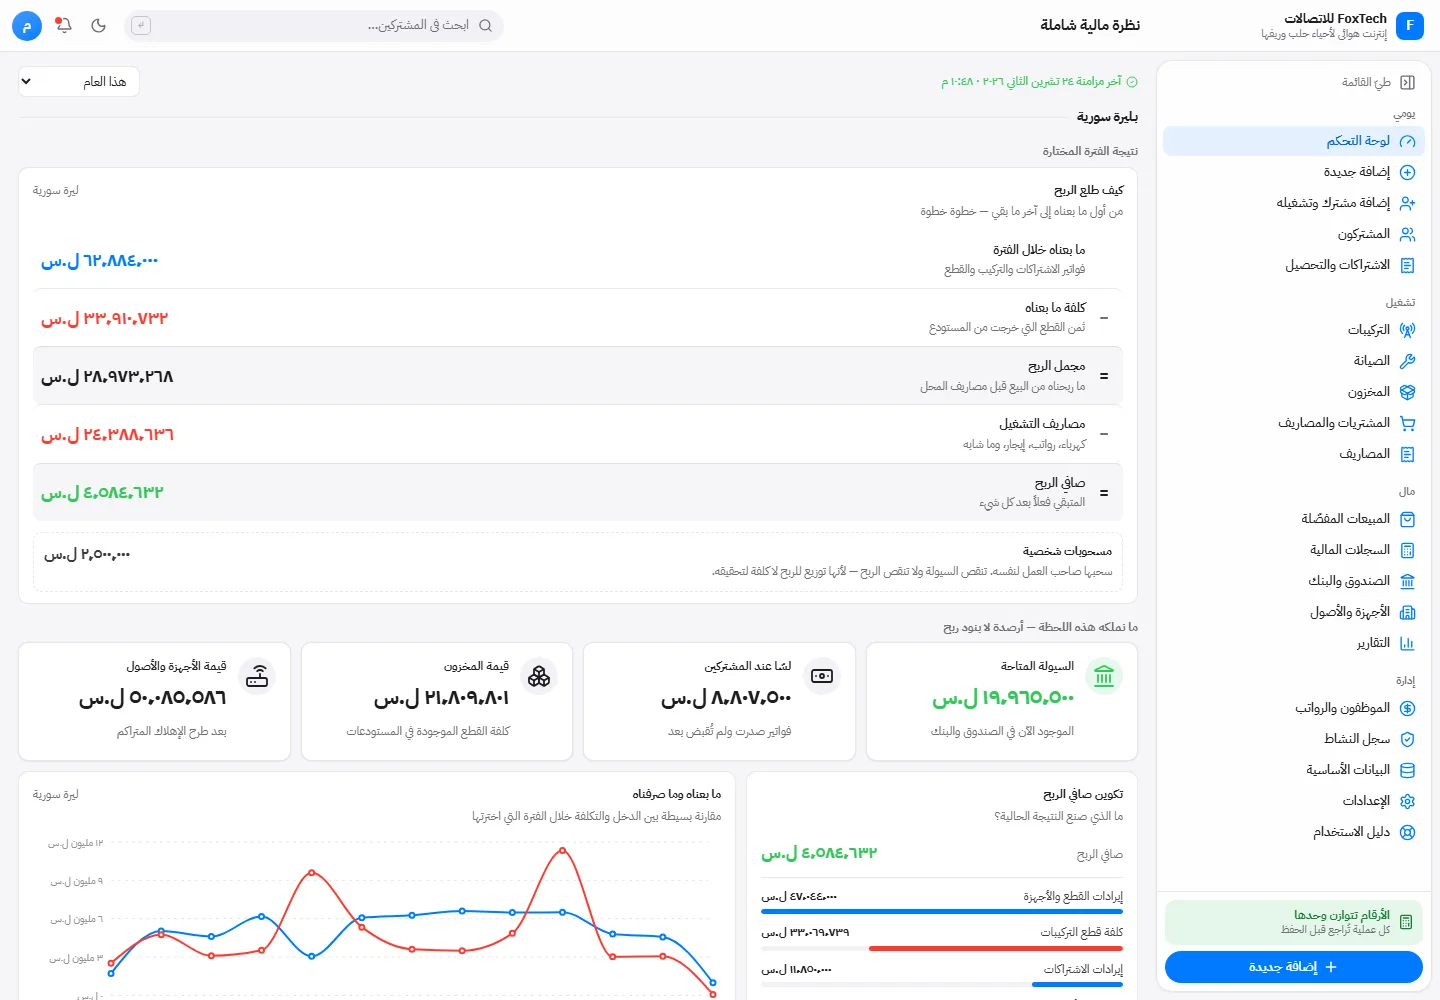 FoxTech للاتصالات
إنترنت هوائي لأحياء حلب وريفها
F
نظرة مالية شاملة
ابحث في المشتركين...
م
طيّ القائمة
يومي
لوحة التحكم
إضافة جديدة
إضافة مشترك وتشغيله
المشتركون
الاشتراكات والتحصيل
تشغيل
التركيبات
الصيانة
المخزون
المشتريات والمصاريف
المصاريف
مال
المبيعات المفصّلة
السجلات المالية
الصندوق والبنك
الأجهزة والأصول
التقارير
إدارة
الموظفون والرواتب
سجل النشاط
البيانات الأساسية
الإعدادات
دليل الاستخدام
الأرقام تتوازن وحدها
كل عملية تُراجع قبل الحفظ
إضافة جديدة
آخر مزامنة ٢٤ تشرين الثاني ٢٠٢٦ · ١٠:٤٨ م
هذا العام
بليرة سورية
نتيجة الفترة المختارة
كيف طلع الربح
ليرة سورية
من أول ما بعناه إلى آخر ما بقي — خطوة خطوة
ما بعناه خلال الفترة
فواتير الاشتراكات والتركيب والقطع
٦٢,٨٨٤,٠٠٠ ل.س
−
كلفة ما بعناه
ثمن القطع التي خرجت من المستودع
٣٣,٩١٠,٧٣٢ ل.س
=
مجمل الربح
ما ربحناه من البيع قبل مصاريف المحل
٢٨,٩٧٣,٢٦٨ ل.س
−
مصاريف التشغيل
كهرباء، رواتب، إيجار، وما شابه
٢٤,٣٨٨,٦٣٦ ل.س
=
صافي الربح
المتبقي فعلاً بعد كل شيء
٤,٥٨٤,٦٣٢ ل.س
مسحوبات شخصية
سحبها صاحب العمل لنفسه. تنقص السيولة ولا تنقص الربح — لأنها توزيع للربح لا كلفة لتحقيقه.
٢,٥٠٠,٠٠٠ ل.س
ما نملكه هذه اللحظة — أرصدة لا بنود ربح
السيولة المتاحة
١٩,٩٦٥,٥٠٠ ل.س
الموجود الآن في الصندوق والبنك
لسّا عند المشتركين
٨,٨٠٧,٥٠٠ ل.س
فواتير صدرت ولم تُقبض بعد
قيمة المخزون
٢١,٨٠٩,٨٠١ ل.س
كلفة القطع الموجودة في المستودعات
قيمة الأجهزة والأصول
٥٠,٠٨٥,٥٨٦ ل.س
بعد طرح الإهلاك المتراكم
تكوين صافي الربح
ما الذي صنع النتيجة الحالية؟
صافي الربح
٤,٥٨٤,٦٣٢ ل.س
إيرادات القطع والأجهزة
٤٧,٠٤٤,٠٠٠ ل.س
كلفة قطع التركيبات
٣٣,٠٦٩,٧٣٩ ل.س
إيرادات الاشتراكات
١١,٨٥٠,٠٠٠ ل.س
ما بعناه وما صرفناه
ليرة سورية
مقارنة بسيطة بين الدخل والتكلفة خلال الفترة التي اخترتها
١٢ مليون ل.س
٩ مليون ل.س
٦ مليون ل.س
٣ مليون ل.س
٠ ل.س